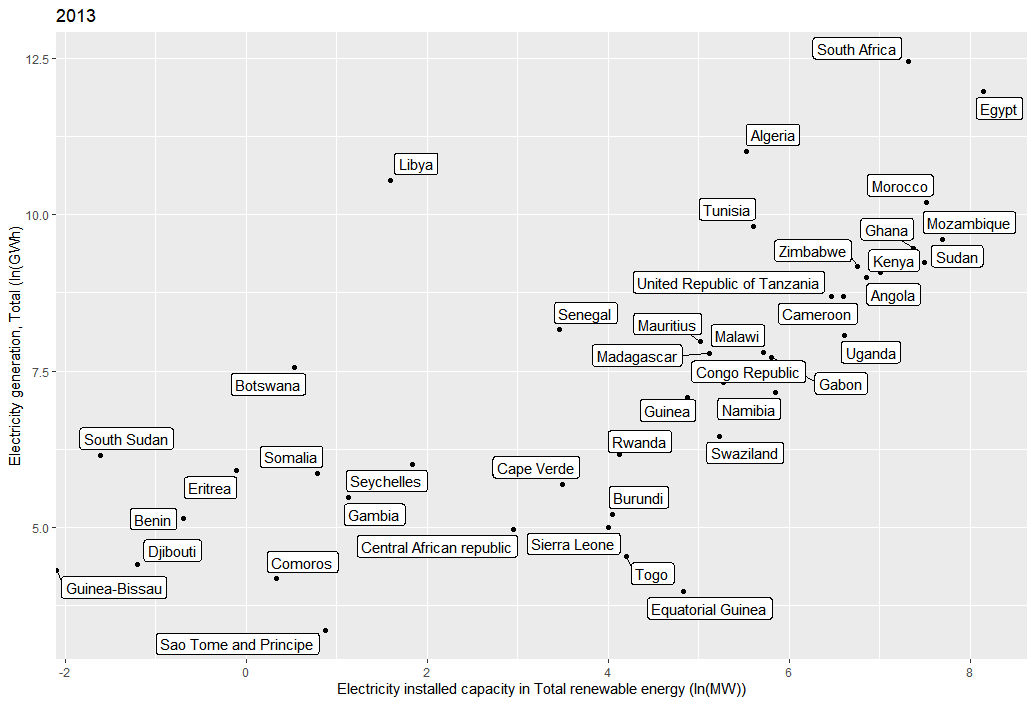 2013
Electricity generation, Total (ln(GWh)
12.5
10.0
7.5
5.0
South Africa
Egypt
Algeria
Libya
Morocco
Tunisia
Mozambique
Ghana
Zimbabwe
Kenya
Sudan
United Republic of Tanzania
Angola
Senegal
Cameroon
Mauritius
Malawi
Madagascar
Uganda
Congo Republic
Botswana
Gabon
Guinea
Namibia
South Sudan
Rwanda
Somalia
Swaziland
Cape Verde
Seychelles
Eritrea
Burundi
Gambia
Benin
Sierra Leone
Central African republic
Djibouti
Comoros
Togo
Guinea-Bissau
Equatorial Guinea
Sao Tome and Principe
-2
0
2
4
6
8
Electricity installed capacity in Total renewable energy (ln(MW))